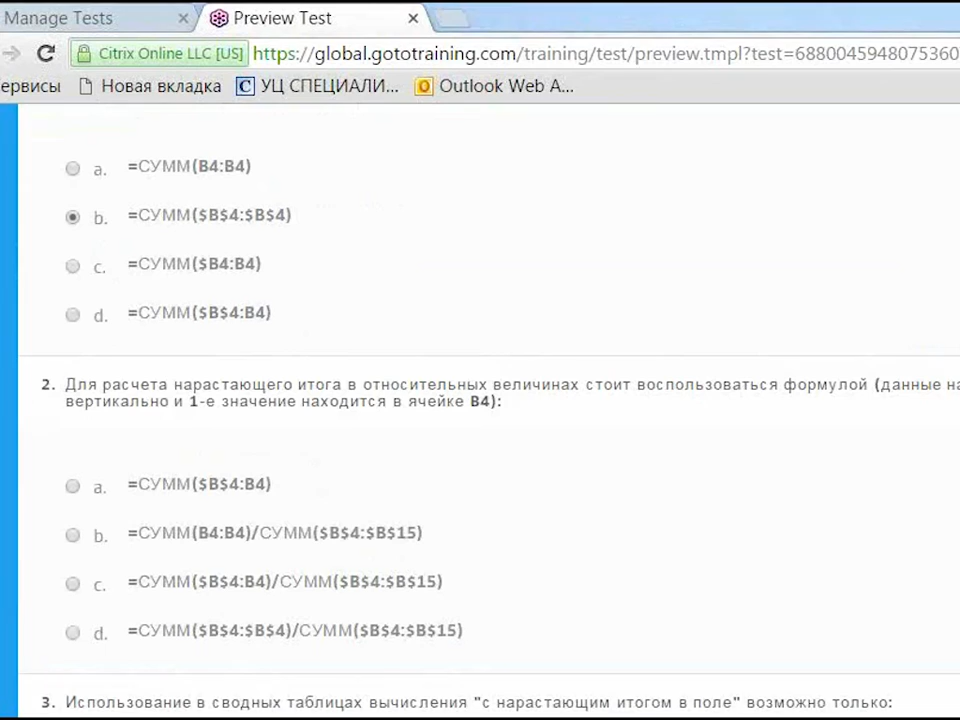 Manage Tests
Preview Test
Citrix Online LLC [US] https://global.gototraining.com/training/test/preview.tmpl?test=68800459480753607
ервисы Новая вкладка УЦ СПЕЦИАЛИ... Outlook Web A...
a. =СУММ(B4:B4)
b. =СУММ($B$4:$B$4)
c. =СУММ($B4:B4)
d. =СУММ($B$4:B4)
2. Для расчета нарастающего итога в относительных величинах стоит воспользоваться формулой (данные
вертикально и 1-е значение находится в ячейке B4):
a. =СУММ($B$4:B4)
b. =СУММ(B4:B4)/СУММ($B$4:$B$15)
c. =СУММ($B$4:B4)/СУММ($B$4:$B$15)
d. =СУММ($B$4:$B$4)/СУММ($B$4:$B$15)
3. Использование в сводных таблицах вычисления "с нарастающим итогом в поле" возможно только: